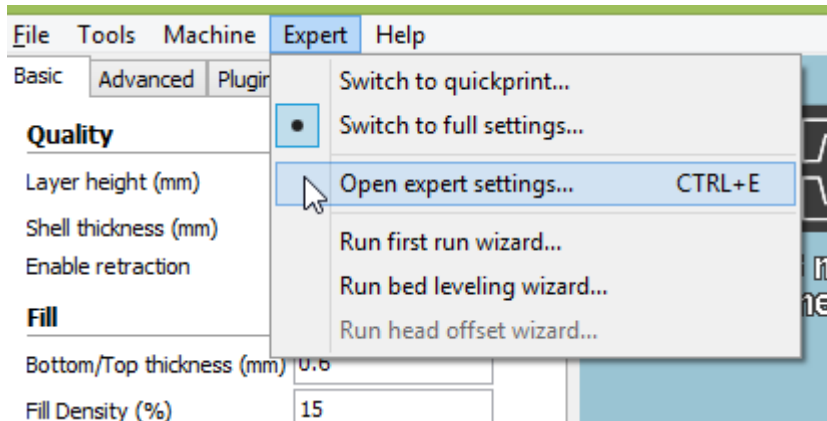 File Tools Machine Expert Help
Basic Advanced
Switch to quickprint...
Switch to full settings...
Open expert settings... CTRL+E
Run first run wizard...
Run bed leveling wizard...
Run head offset wizard...
Quality
Layer height (mm)
Shell thickness (mm)
Enable retraction
Fill
Bottom/Top thickness (mm) 0.6
Fill Density (%) 15